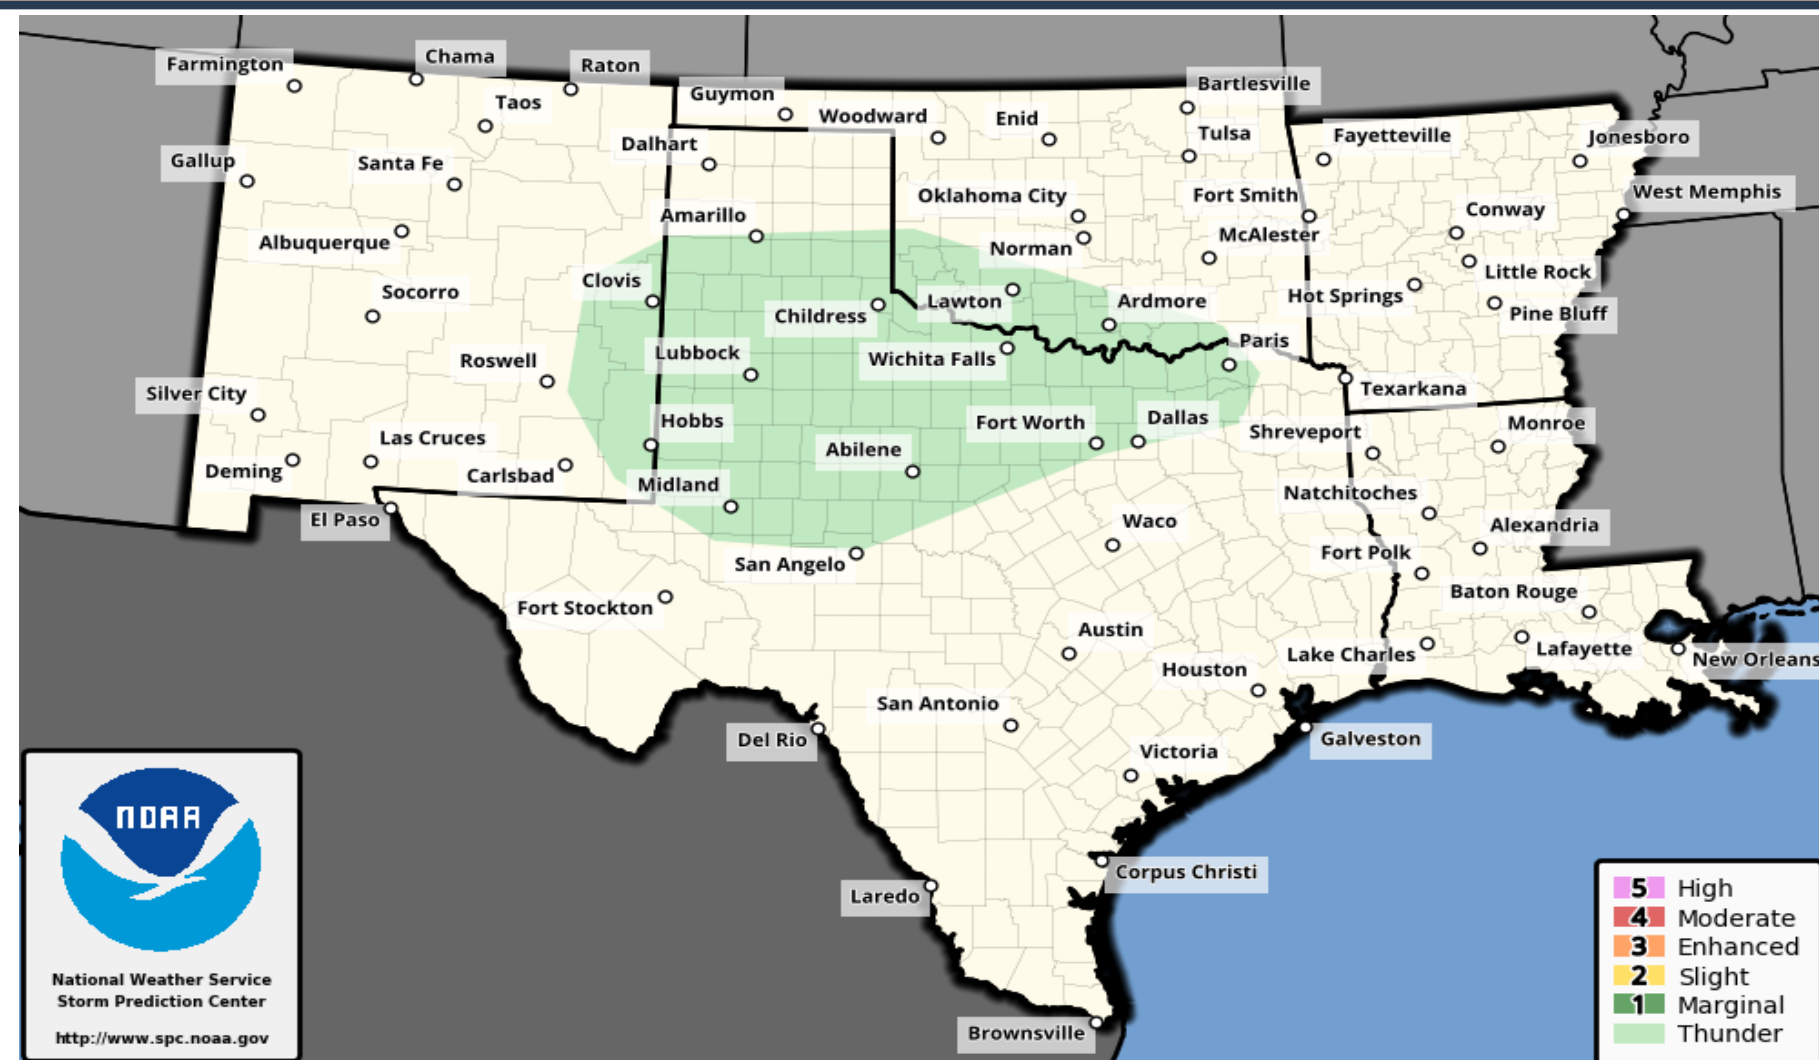 Farmington
Chama
Raton
Taos
Guymon
Woodward
Enid
Bartlesville
Tulsa
Fayetteville
Jonesboro
Dalhart
Gallup
Santa Fe
Oklahoma City
Fort Smith
West Memphis
Conway
Amarillo
Albuquerque
Norman
McAlester
Little Rock
Clovis
Socorro
Childress
Lawton
Ardmore
Hot Springs
Pine Bluff
Roswell
Lubbock
Wichita Falls
Paris
Texarkana
Silver City
Hobbs
Fort Worth
Dallas
Shreveport
Monroe
Las Cruces
Deming
Carlsbad
Midland
Abilene
Natchitoches
El Paso
Waco
Alexandria
San Angelo
Fort Polk
Fort Stockton
Baton Rouge
Austin
Lake Charles
Lafayette
New Orleans
Houston
San Antonio
Del Rio
Galveston
Victoria
Corpus Christi
Laredo
Brownsville
NOAA
National Weather Service
Storm Prediction Center
http://www.spc.noaa.gov
5 High
4 Moderate
3 Enhanced
2 Slight
1 Marginal
Thunder